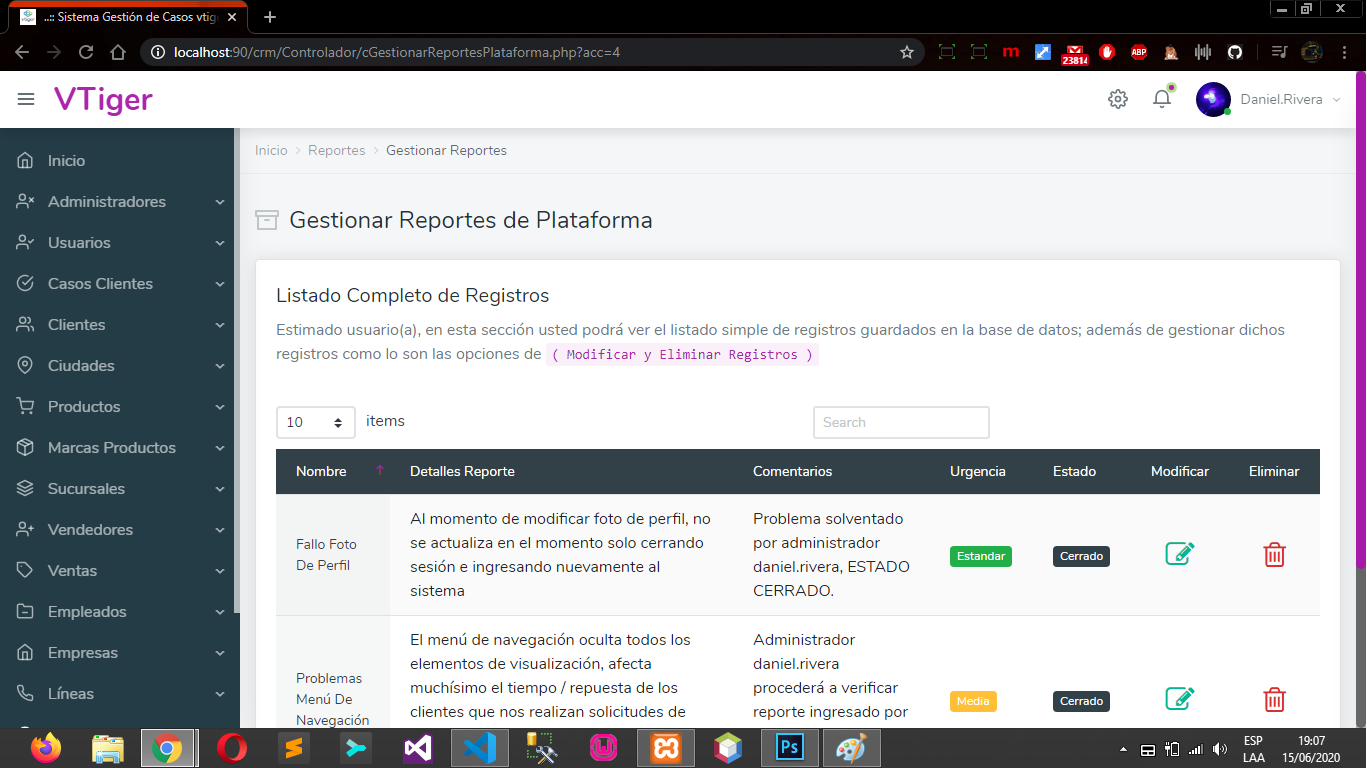 ..:: Sistema Gestión de Casos vtig
localhost:90/crm/Controlador/cGestionarReportesPlataforma.php?acc=4
m
23814
ABP
VTiger
Daniel.Rivera
Inicio
Administradores
Usuarios
Casos Clientes
Clientes
Ciudades
Productos
Marcas Productos
Sucursales
Vendedores
Ventas
Empleados
Empresas
Líneas
Inicio > Reportes > Gestionar Reportes
Gestionar Reportes de Plataforma
Listado Completo de Registros
Estimado usuario(a), en esta sección usted podrá ver el listado simple de registros guardados en la base de datos; además de gestionar dichos
registros como lo son las opciones de ( Modificar y Eliminar Registros )
10 items
Search
Nombre Detalles Reporte Comentarios Urgencia Estado Modificar Eliminar
Fallo Foto
De Perfil
Al momento de modificar foto de perfil, no
se actualiza en el momento solo cerrando
sesión e ingresando nuevamente al
sistema
Problema solventado
por administrador
daniel.rivera, ESTADO
CERRADO.
Estandar
Cerrado
Problemas
Menú De
Navegación
El menú de navegación oculta todos los
elementos de visualización, afecta
muchísimo el tiempo / repuesta de los
clientes que nos realizan solicitudes de
Administrador
daniel.rivera
procederá a verificar
reporte ingresado por
Media
Cerrado
Ps
ESP
LAA
19:07
15/06/2020